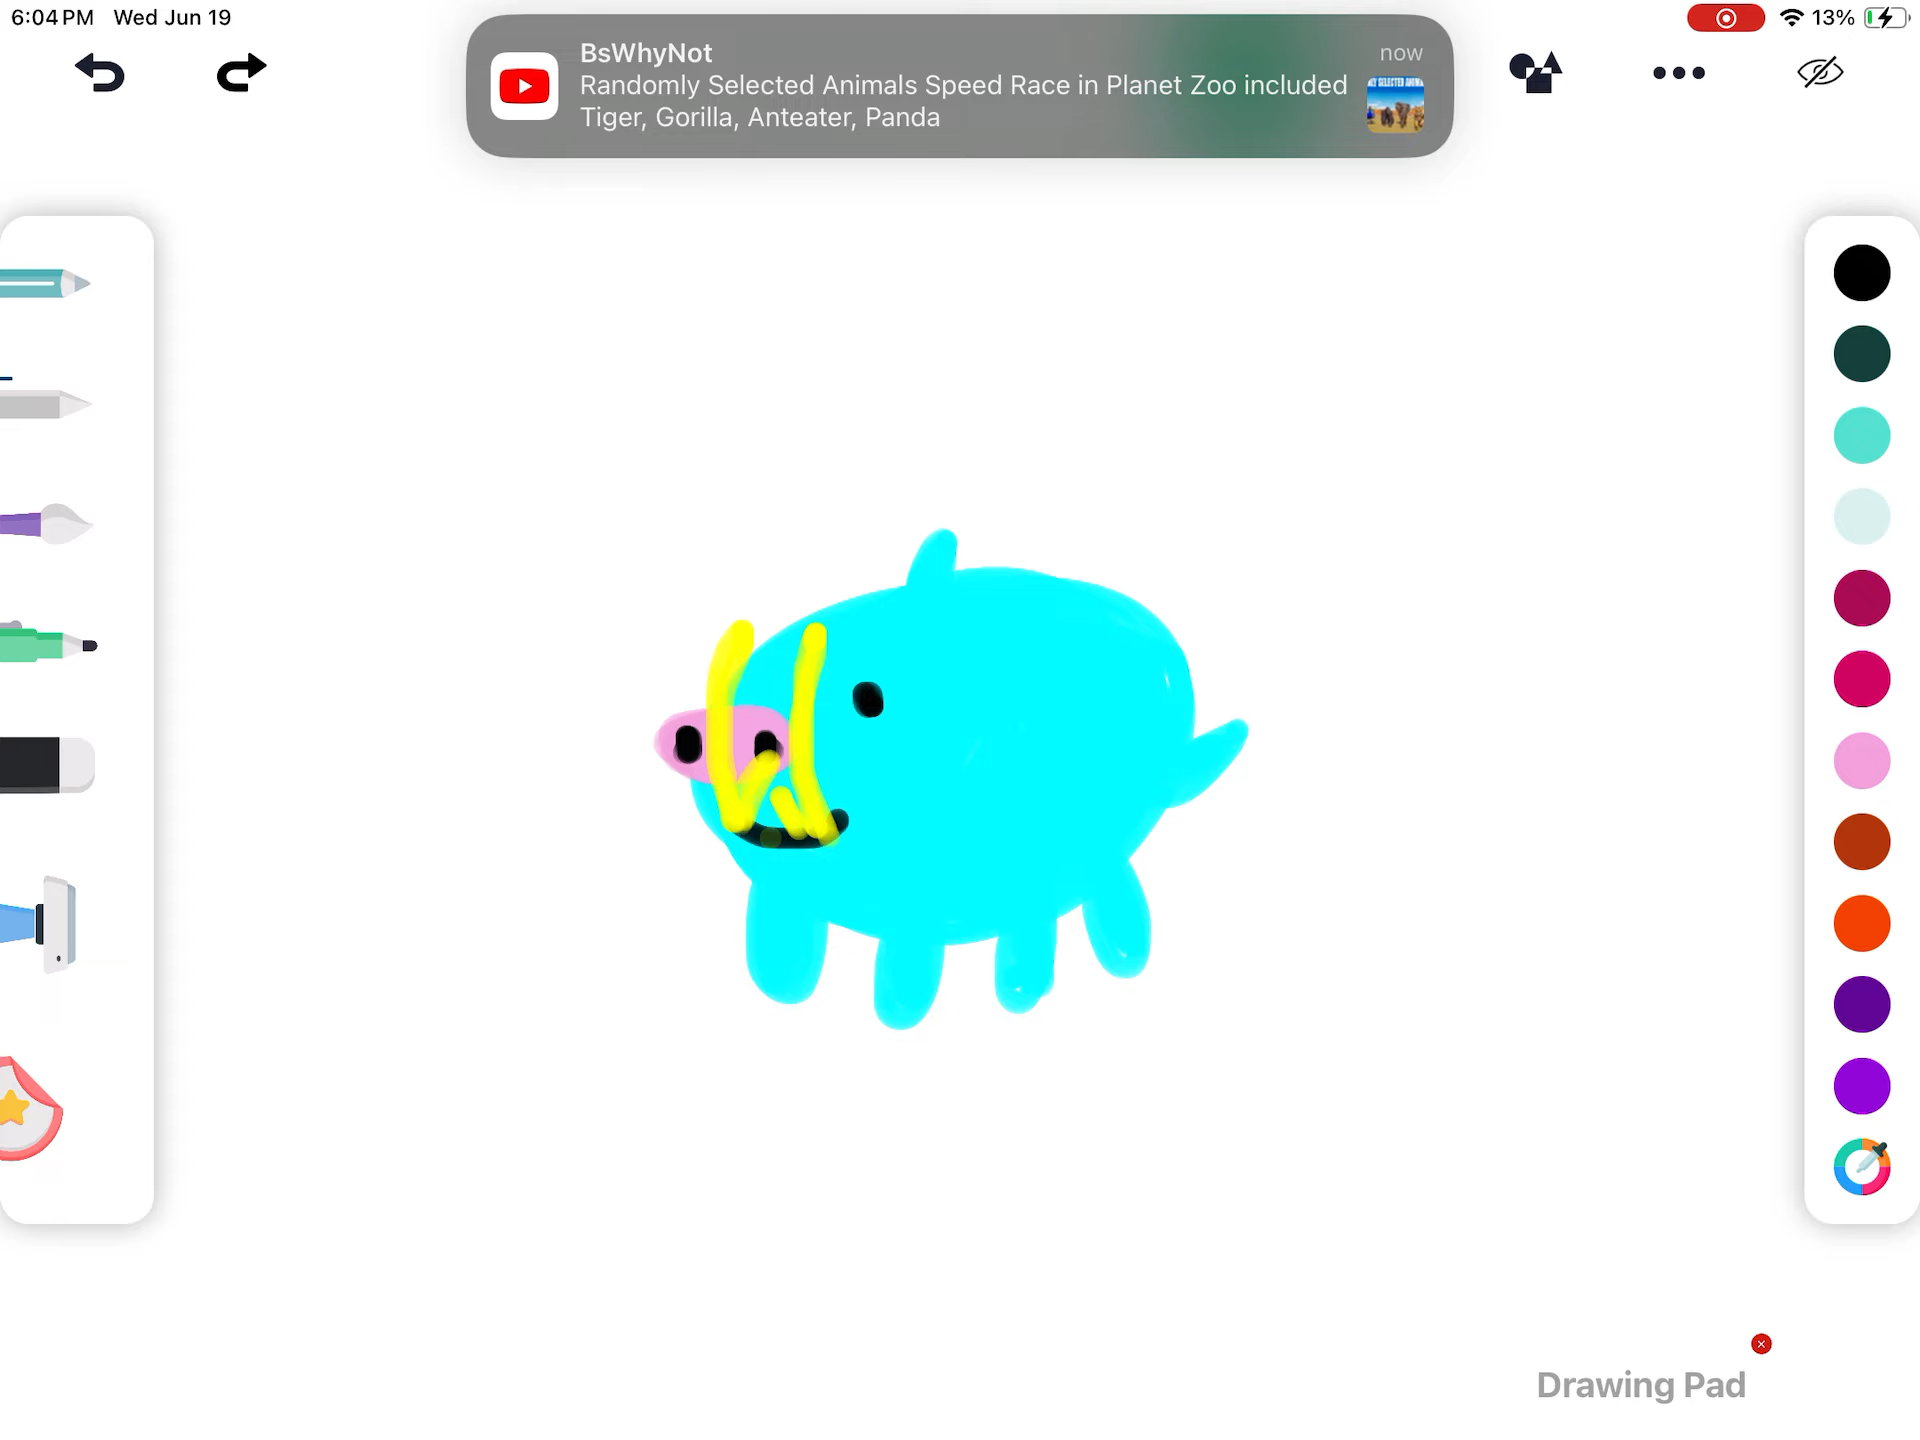 6:04 PM Wed Jun 19
13%
BsWhyNot
now
Randomly Selected Animals Speed Race in Planet Zoo included
Tiger, Gorilla, Anteater, Panda
Drawing Pad